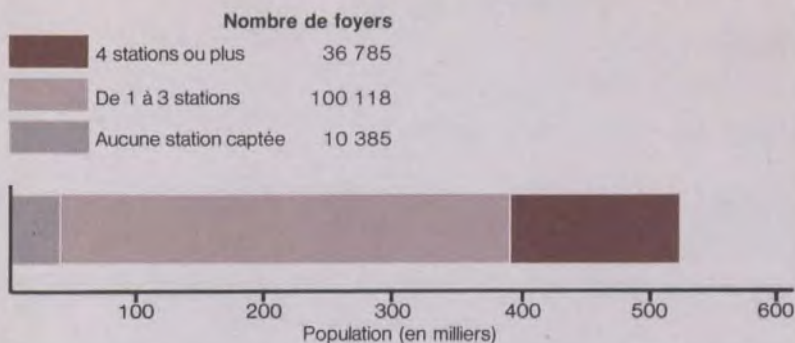 Nombre de foyers
4 stations ou plus 36 785
De 1 à 3 stations 100 118
Aucune station captée 10 385
100 200 300 400 500 600
Population (en milliers)